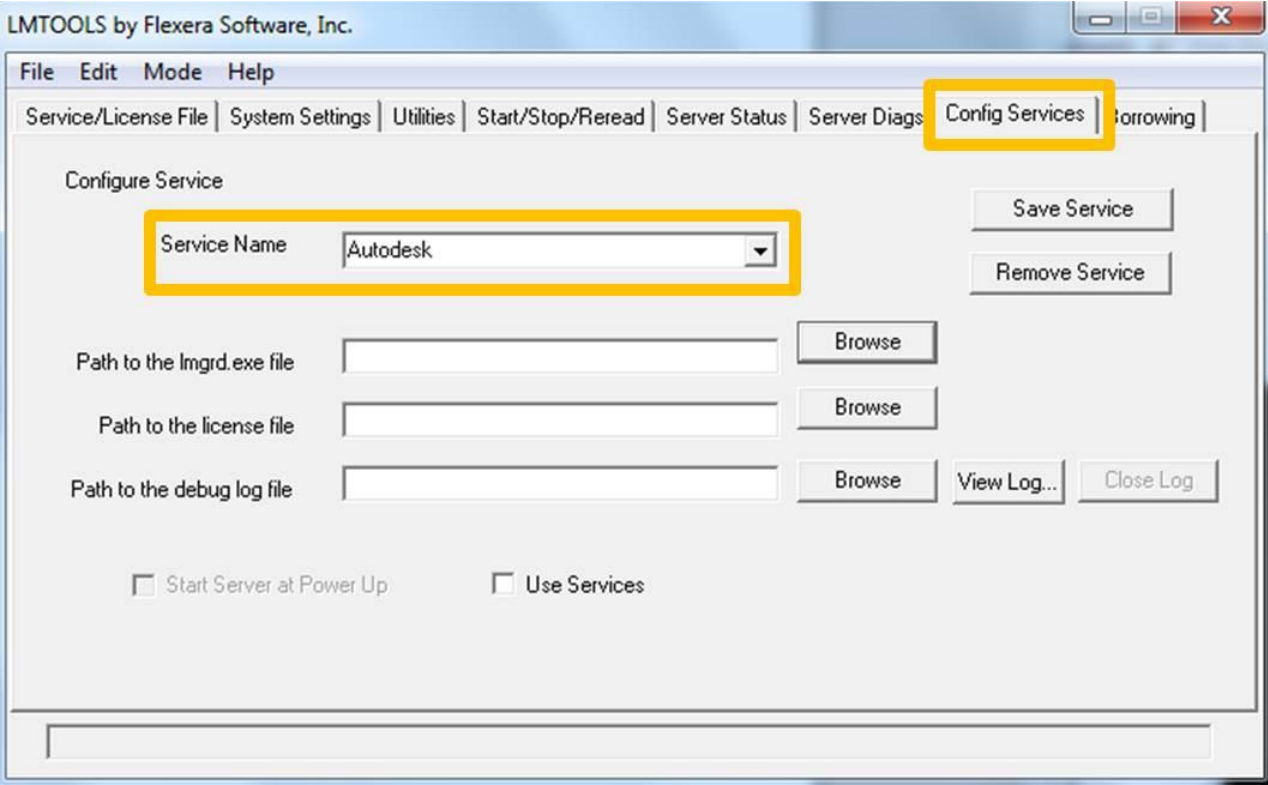 LMTOOLS by Flexera Software, Inc.
File Edit Mode Help
Service/License File System Settings Utilities Start/Stop/Reread Server Status Server Diags Config Services orrowing
Configure Service
Save Service
Service Name Autodesk
Remove Service
Path to the lmgrd.exe file Browse
Path to the license file Browse
Path to the debug log file Browse View Log... Close Log
Start Server at Power Up Use Services